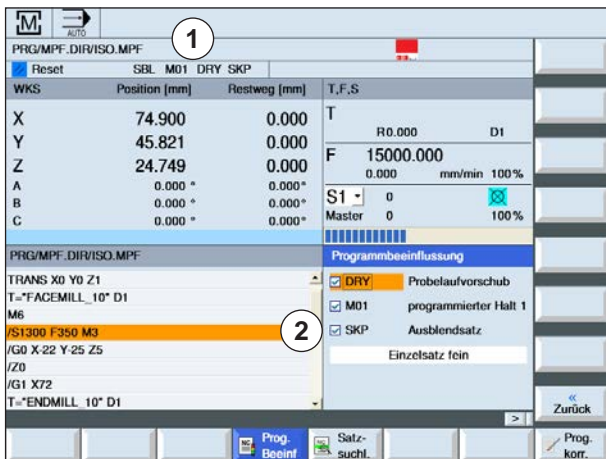 M
AUTO
1
PRG/MPF.DIR/ISO.MPF
Reset SBL M01 DRY SKP
WKS Position [mm] Restweg [mm] T,F,S
X 74.900 0.000
T R0.000 D1
Y 45.821 0.000
F 15000.000
Z 24.749 0.000
0.000 mm/min 100%
A 0.000 ° 0.000°
S1 0
B 0.000 ° 0.000°
Master 0 100%
C 0.000 ° 0.000°
PRG/MPF.DIR/ISO.MPF
TRANS X0 Y0 Z1
T="FACEMILL_10" D1
M6
/S1300 F350 M3
/G0 X-22 Y-25 Z5
/Z0
/G1 X72
T="ENDMILL_10" D1
2
Programmbeeinflussung
DRY Probelaufvorschub
M01 programmierter Halt 1
SKP Ausblendsatz
Einzelsatz fein
>
«
Zurück
NC
Prog.
Beeinf
NC
Satz-
suchl.
Prog.
korr.